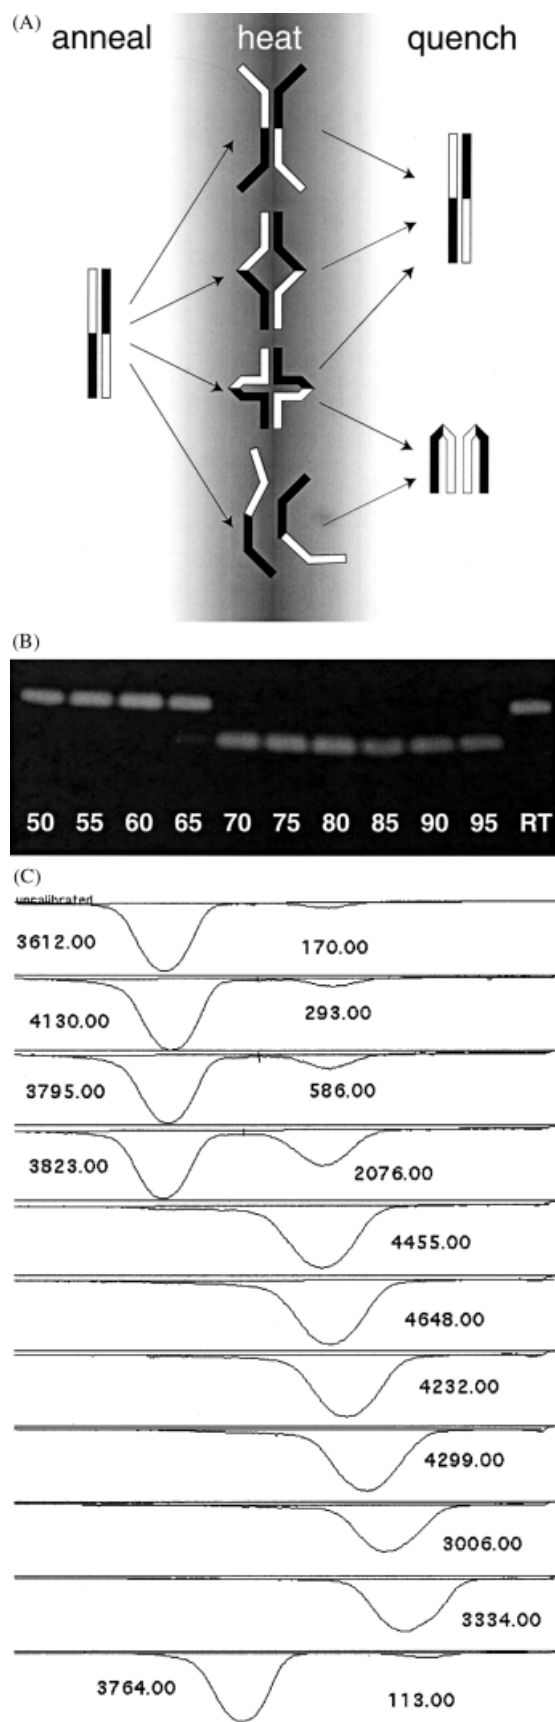 (A)
anneal heat quench
(B)
50 55 60 65 70 75 80 85 90 95 RT
(C)
uncalibrated
3612.00 170.00
4130.00 293.00
3795.00 586.00
3823.00 2076.00
4455.00
4648.00
4232.00
4299.00
3006.00
3334.00
3764.00 113.00